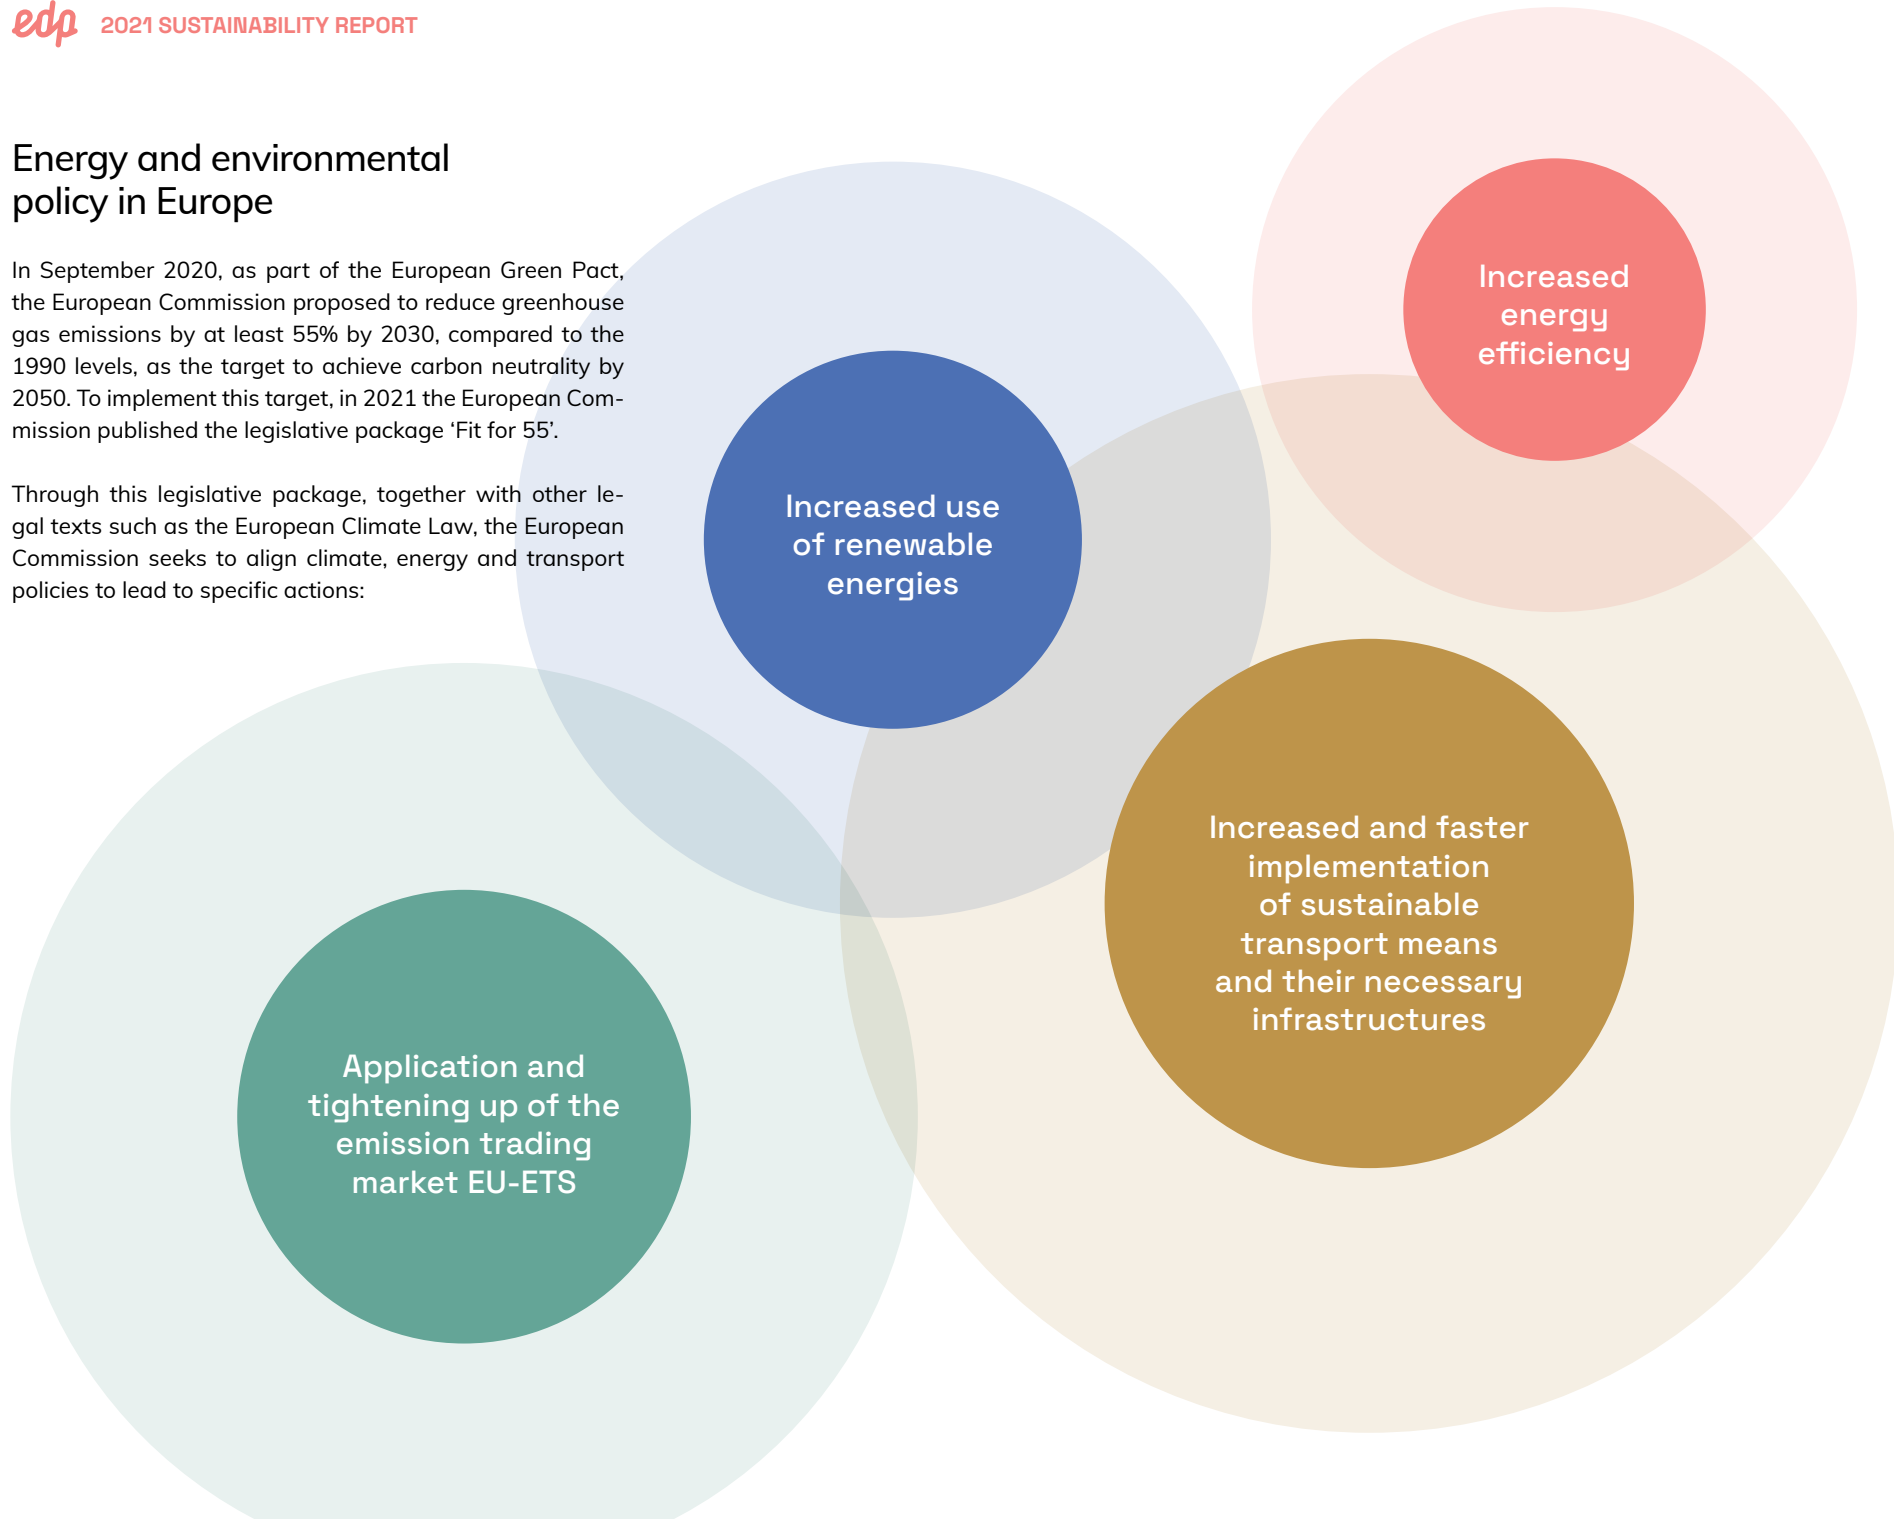 edp 2021 SUSTAINABILITY REPORT
Energy and environmental
policy in Europe
In September 2020, as part of the European Green Pact,
the European Commission proposed to reduce greenhouse
gas emissions by at least 55% by 2030, compared to the
1990 levels, as the target to achieve carbon neutrality by
2050. To implement this target, in 2021 the European Com-
mission published the legislative package ‘Fit for 55’.
Through this legislative package, together with other le-
gal texts such as the European Climate Law, the European
Commission seeks to align climate, energy and transport
policies to lead to specific actions:
Increased
energy
efficiency
Increased use
of renewable
energies
Increased and faster
implementation
of sustainable
transport means
and their necessary
infrastructures
Application and
tightening up of the
emission trading
market EU-ETS